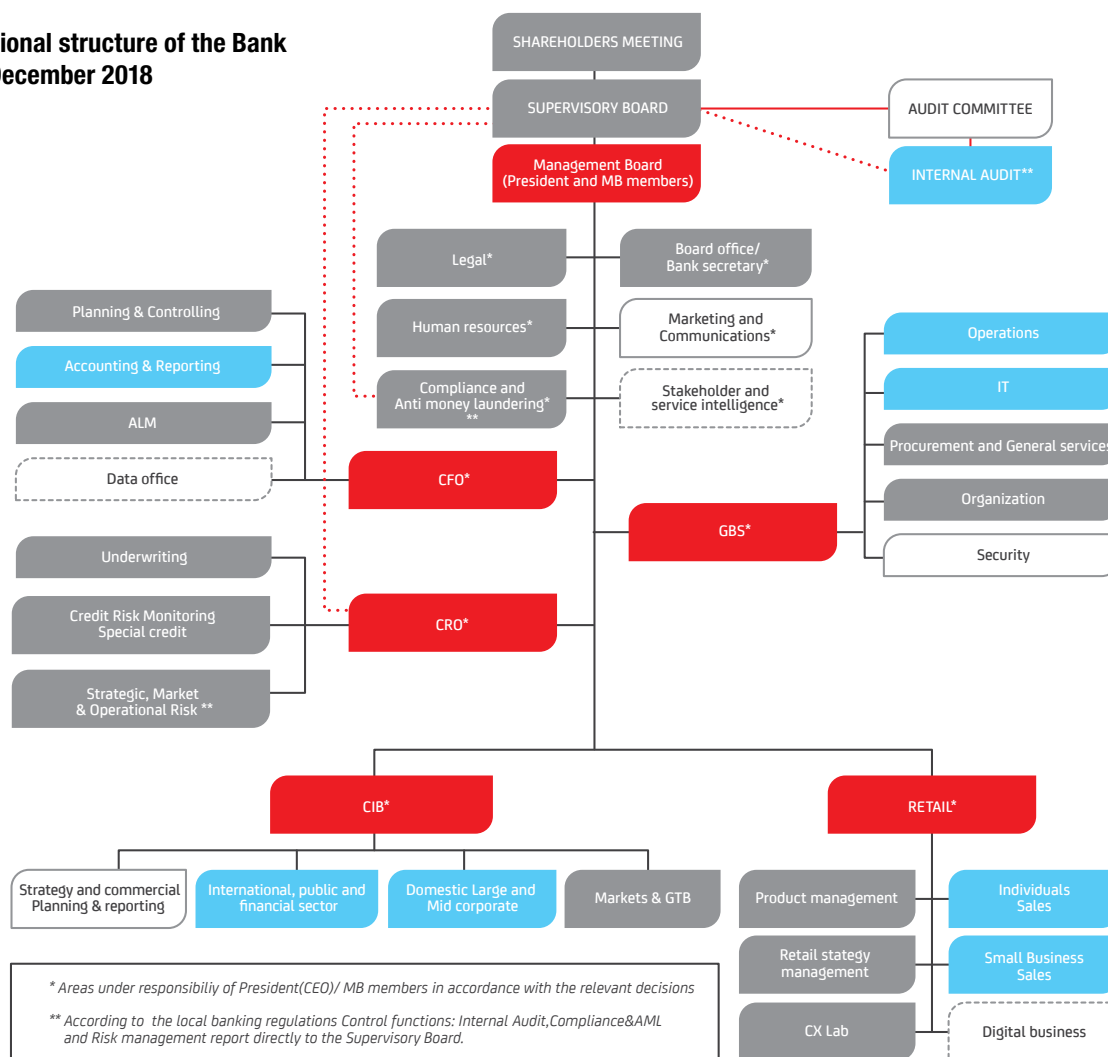 tional structure of the Bank
December 2018
SHAREHOLDERS MEETING
SUPERVISORY BOARD
AUDIT COMMITTEE
Management Board
(President and MB members)
INTERNAL AUDIT**
Legal*
Board office/
Bank secretary*
Human resources*
Marketing and
Communications*
Compliance and
Anti money laundering*
**
Stakeholder and
service intelligence*
Planning & Controlling
Accounting & Reporting
ALM
Data office
CFO*
Operations
IT
Procurement and General services
Organization
Security
GBS*
Underwriting
Credit Risk Monitoring
Special credit
Strategic, Market
& Operational Risk **
CRO*
CIB*
RETAIL*
Strategy and commercial
Planning & reporting
International, public and
financial sector
Domestic Large and
Mid corporate
Markets & GTB
Product management
Individuals
Sales
Retail stategy
management
Small Business
Sales
CX Lab
Digital business
* Areas under responsibiliy of President(CEO)/ MB members in accordance with the relevant decisions
** According to the local banking regulations Control functions: Internal Audit,Compliance&AML
and Risk management report directly to the Supervisory Board.